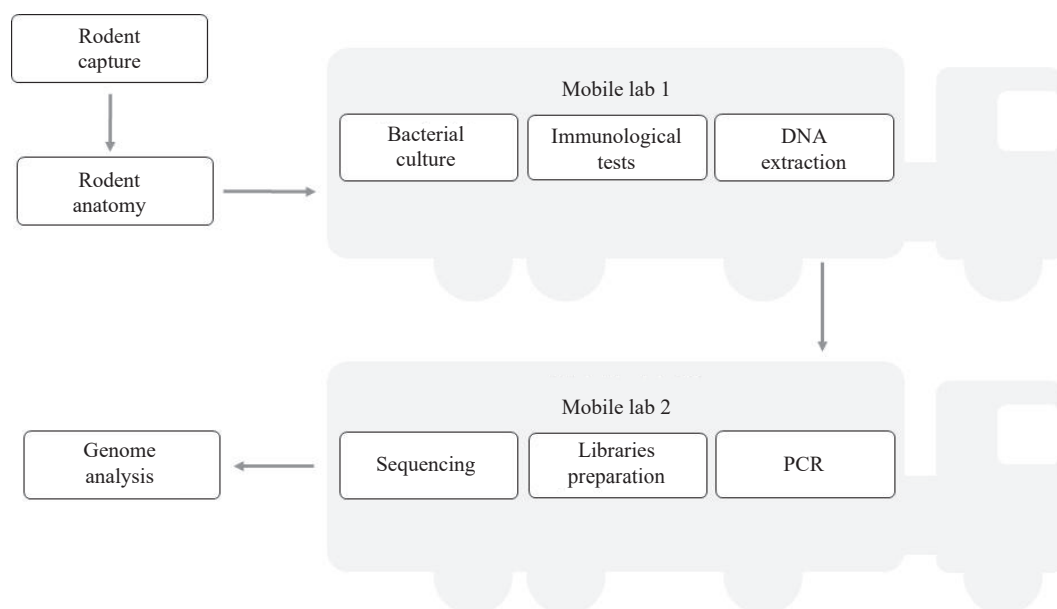 Rodent
capture
Rodent
anatomy
Mobile lab 1
Bacterial
culture
Immunological
tests
DNA
extraction
Mobile lab 2
PCR
Libraries
preparation
Sequencing
Genome
analysis